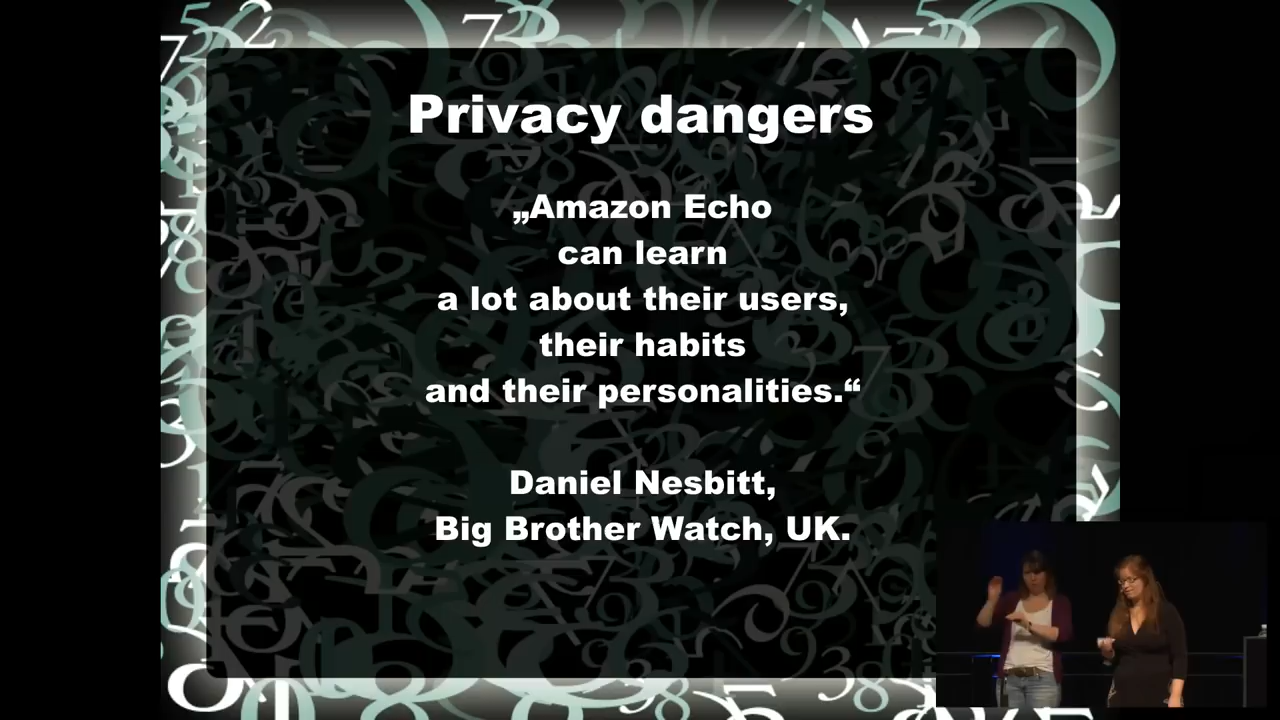 Privacy dangers
„Amazon Echo
can learn
a lot about their users,
their habits
and their personalities.“
Daniel Nesbitt,
Big Brother Watch, UK.